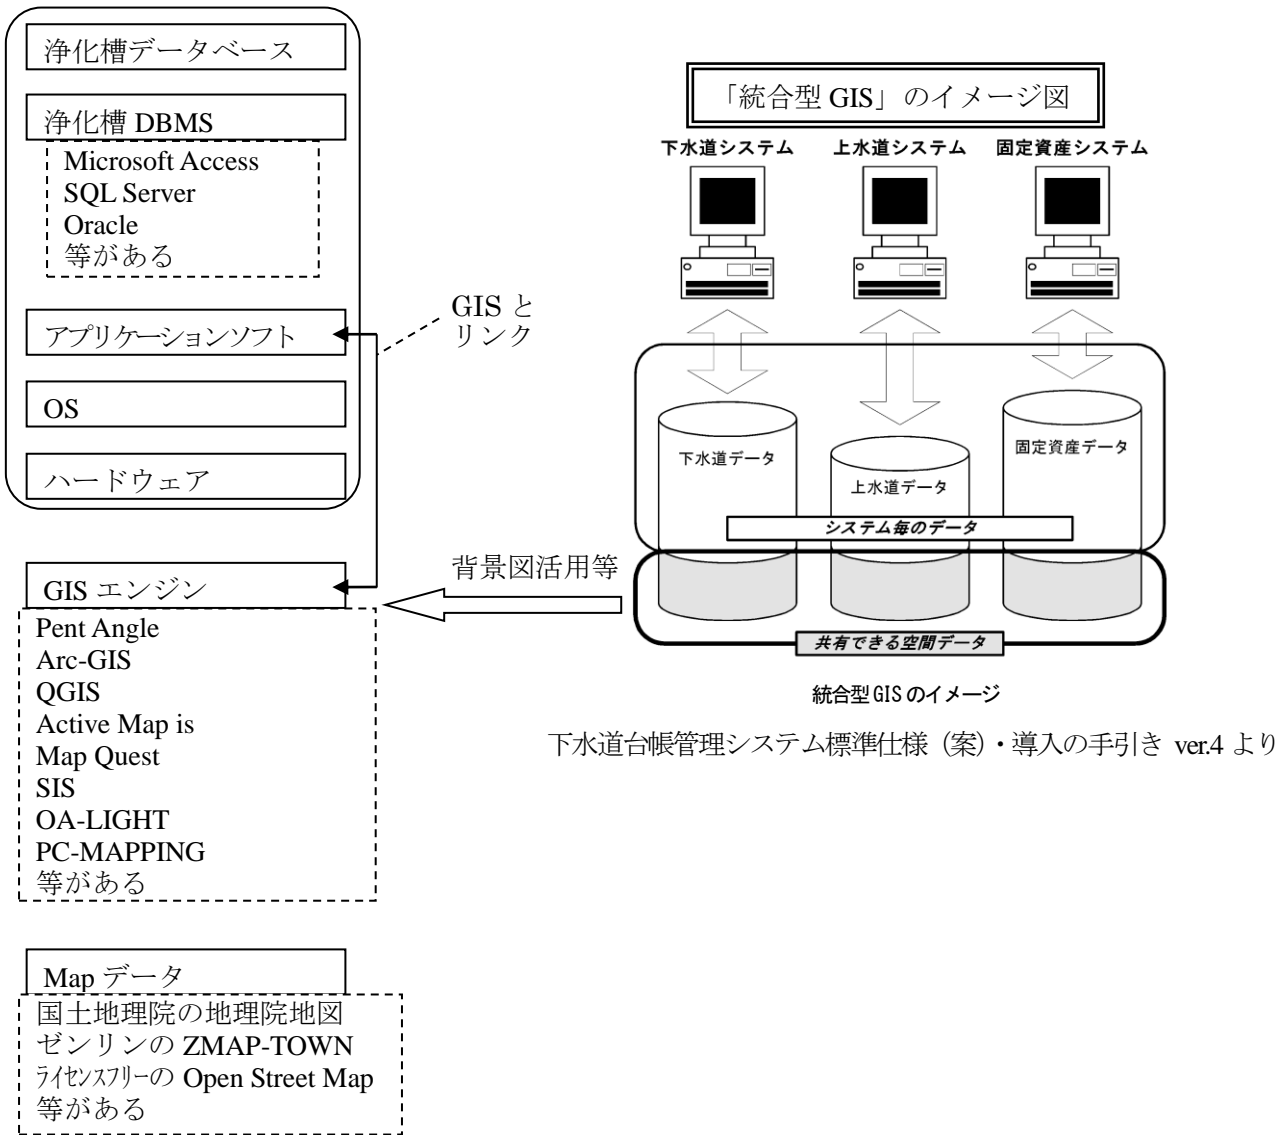 浄化槽データベース
浄化槽 DBMS
Microsoft Access
SQL Server
Oracle
等がある
アプリケーションソフト
OS
ハードウェア
GIS と
リンク
GIS エンジン
Pent Angle
Arc-GIS
QGIS
Active Map is
Map Quest
SIS
OA-LIGHT
PC-MAPPING
等がある
Map データ
国土地理院の地理院地図
ゼンリンの ZMAP-TOWN
ﾗｲｾﾝｽﾌﾘｰの Open Street Map
等がある
背景図活用等
「統合型 GIS」のイメージ図
下水道システム 上水道システム 固定資産システム
下水道データ
上水道データ
固定資産データ
システム毎のデータ
共有できる空間データ
統合型 GIS のイメージ
下水道台帳管理システム標準仕様（案）・導入の手引き ver.4 より